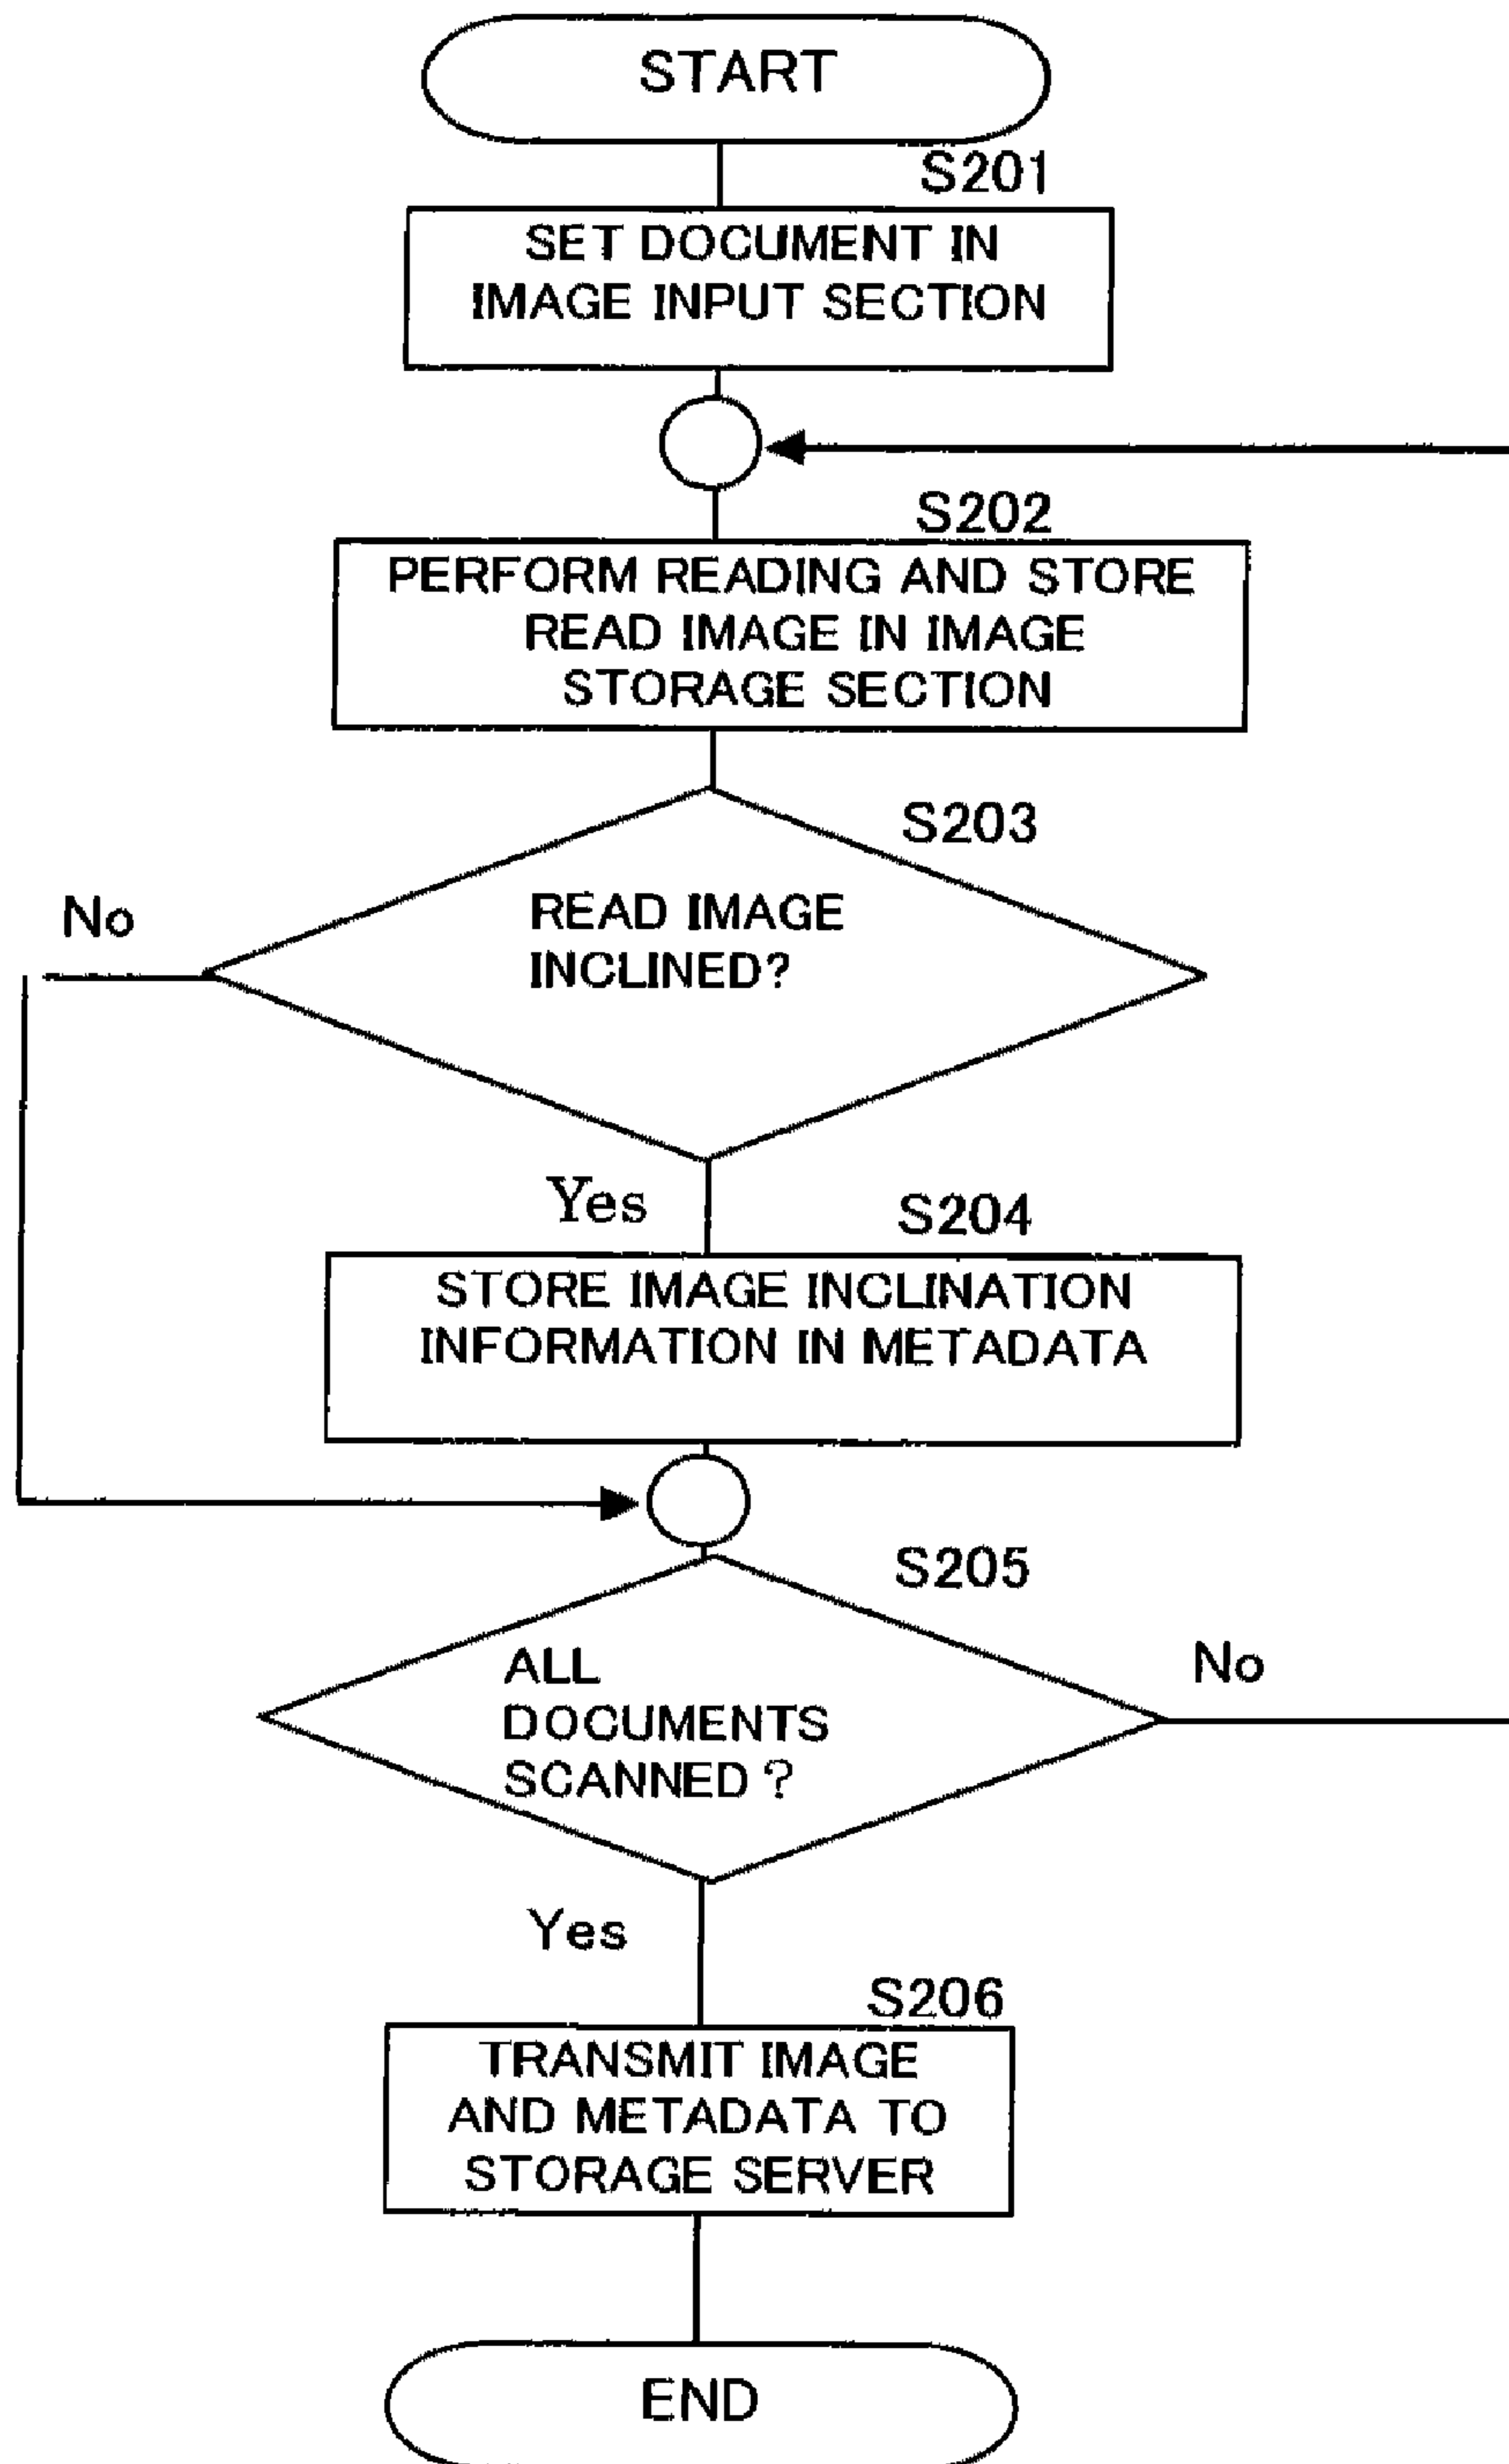 START
S201
SET DOCUMENT IN
IMAGE INPUT SECTION
S202
PERFORM READING AND STORE
READ IMAGE IN IMAGE
STORAGE SECTION
S203
No
READ IMAGE
INCLINED?
Yes
S204
STORE IMAGE INCLINATION
INFORMATION IN METADATA
S205
ALL
DOCUMENTS
SCANNED?
No
Yes
S206
TRANSMIT IMAGE
AND METADATA TO
STORAGE SERVER
END